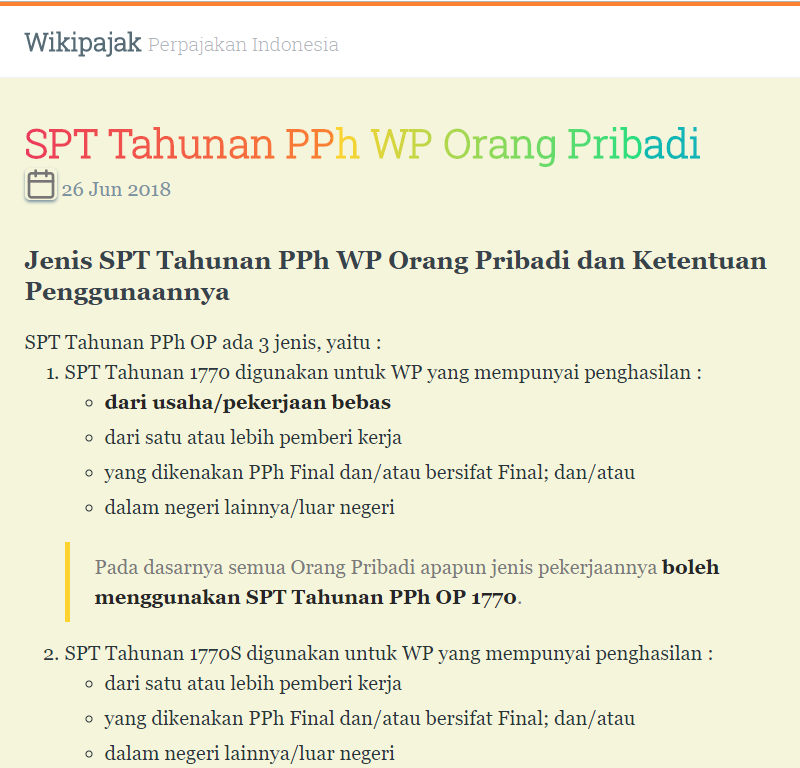 Wikipajak Perpajakan Indonesia
SPT Tahunan PPh WP Orang Pribadi
26 Jun 2018
Jenis SPT Tahunan PPh WP Orang Pribadi dan Ketentuan
Penggunaannya
SPT Tahunan PPh OP ada 3 jenis, yaitu :
1. SPT Tahunan 1770 digunakan untuk WP yang mempunyai penghasilan :
◦ dari usaha/pekerjaan bebas
◦ dari satu atau lebih pemberi kerja
◦ yang dikenakan PPh Final dan/atau bersifat Final; dan/atau
◦ dalam negeri lainnya/luar negeri
Pada dasarnya semua Orang Pribadi apapun jenis pekerjaannya boleh
menggunakan SPT Tahunan PPh OP 1770.
2. SPT Tahunan 1770S digunakan untuk WP yang mempunyai penghasilan :
◦ dari satu atau lebih pemberi kerja
◦ yang dikenakan PPh Final dan/atau bersifat Final; dan/atau
◦ dalam negeri lainnya/luar negeri